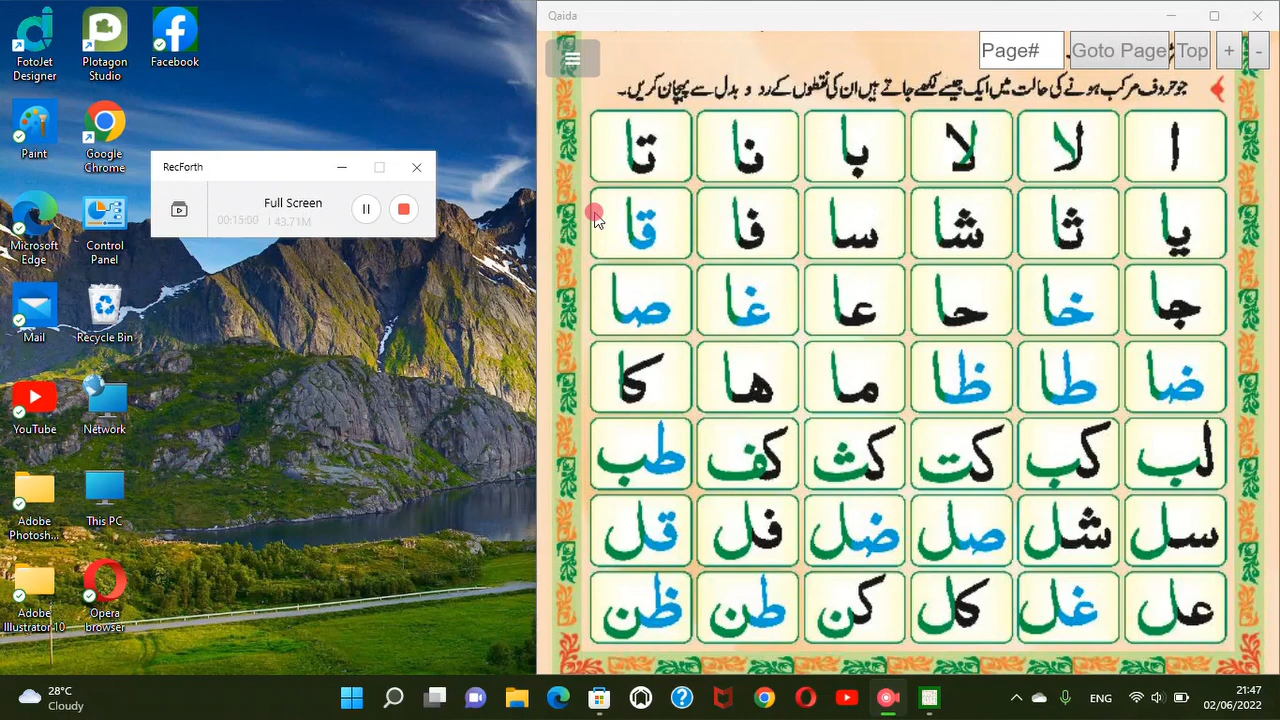 FotoJet Designer
Plotagon Studio
Facebook
Paint
Google Chrome
Microsoft Edge
Control Panel
Mail
Recycle Bin
YouTube
Network
Adobe Photosh...
This PC
Adobe Illustrator 10
Opera browser
RecForth
Full Screen
00:15:00 | 43.71M
Qaida
Page# Goto Page Top + -
جو حروف مرکب ہونے کی حالت میں ایک جیسے لکھے جاتے ہیں ان کی نقطوں کے رد و بدل سے پہچان کریں۔
ا لا لا با نا تا
یا ثا شا سا فا قا
جا خا حا عا غا صا
ضا طا ظا ما ھا کا
لب کب کت کث کف طب
سل شل صل ضل فل قل
عل غل کل کن طن ظن
28°C
Cloudy
ENG
21:47
02/06/2022